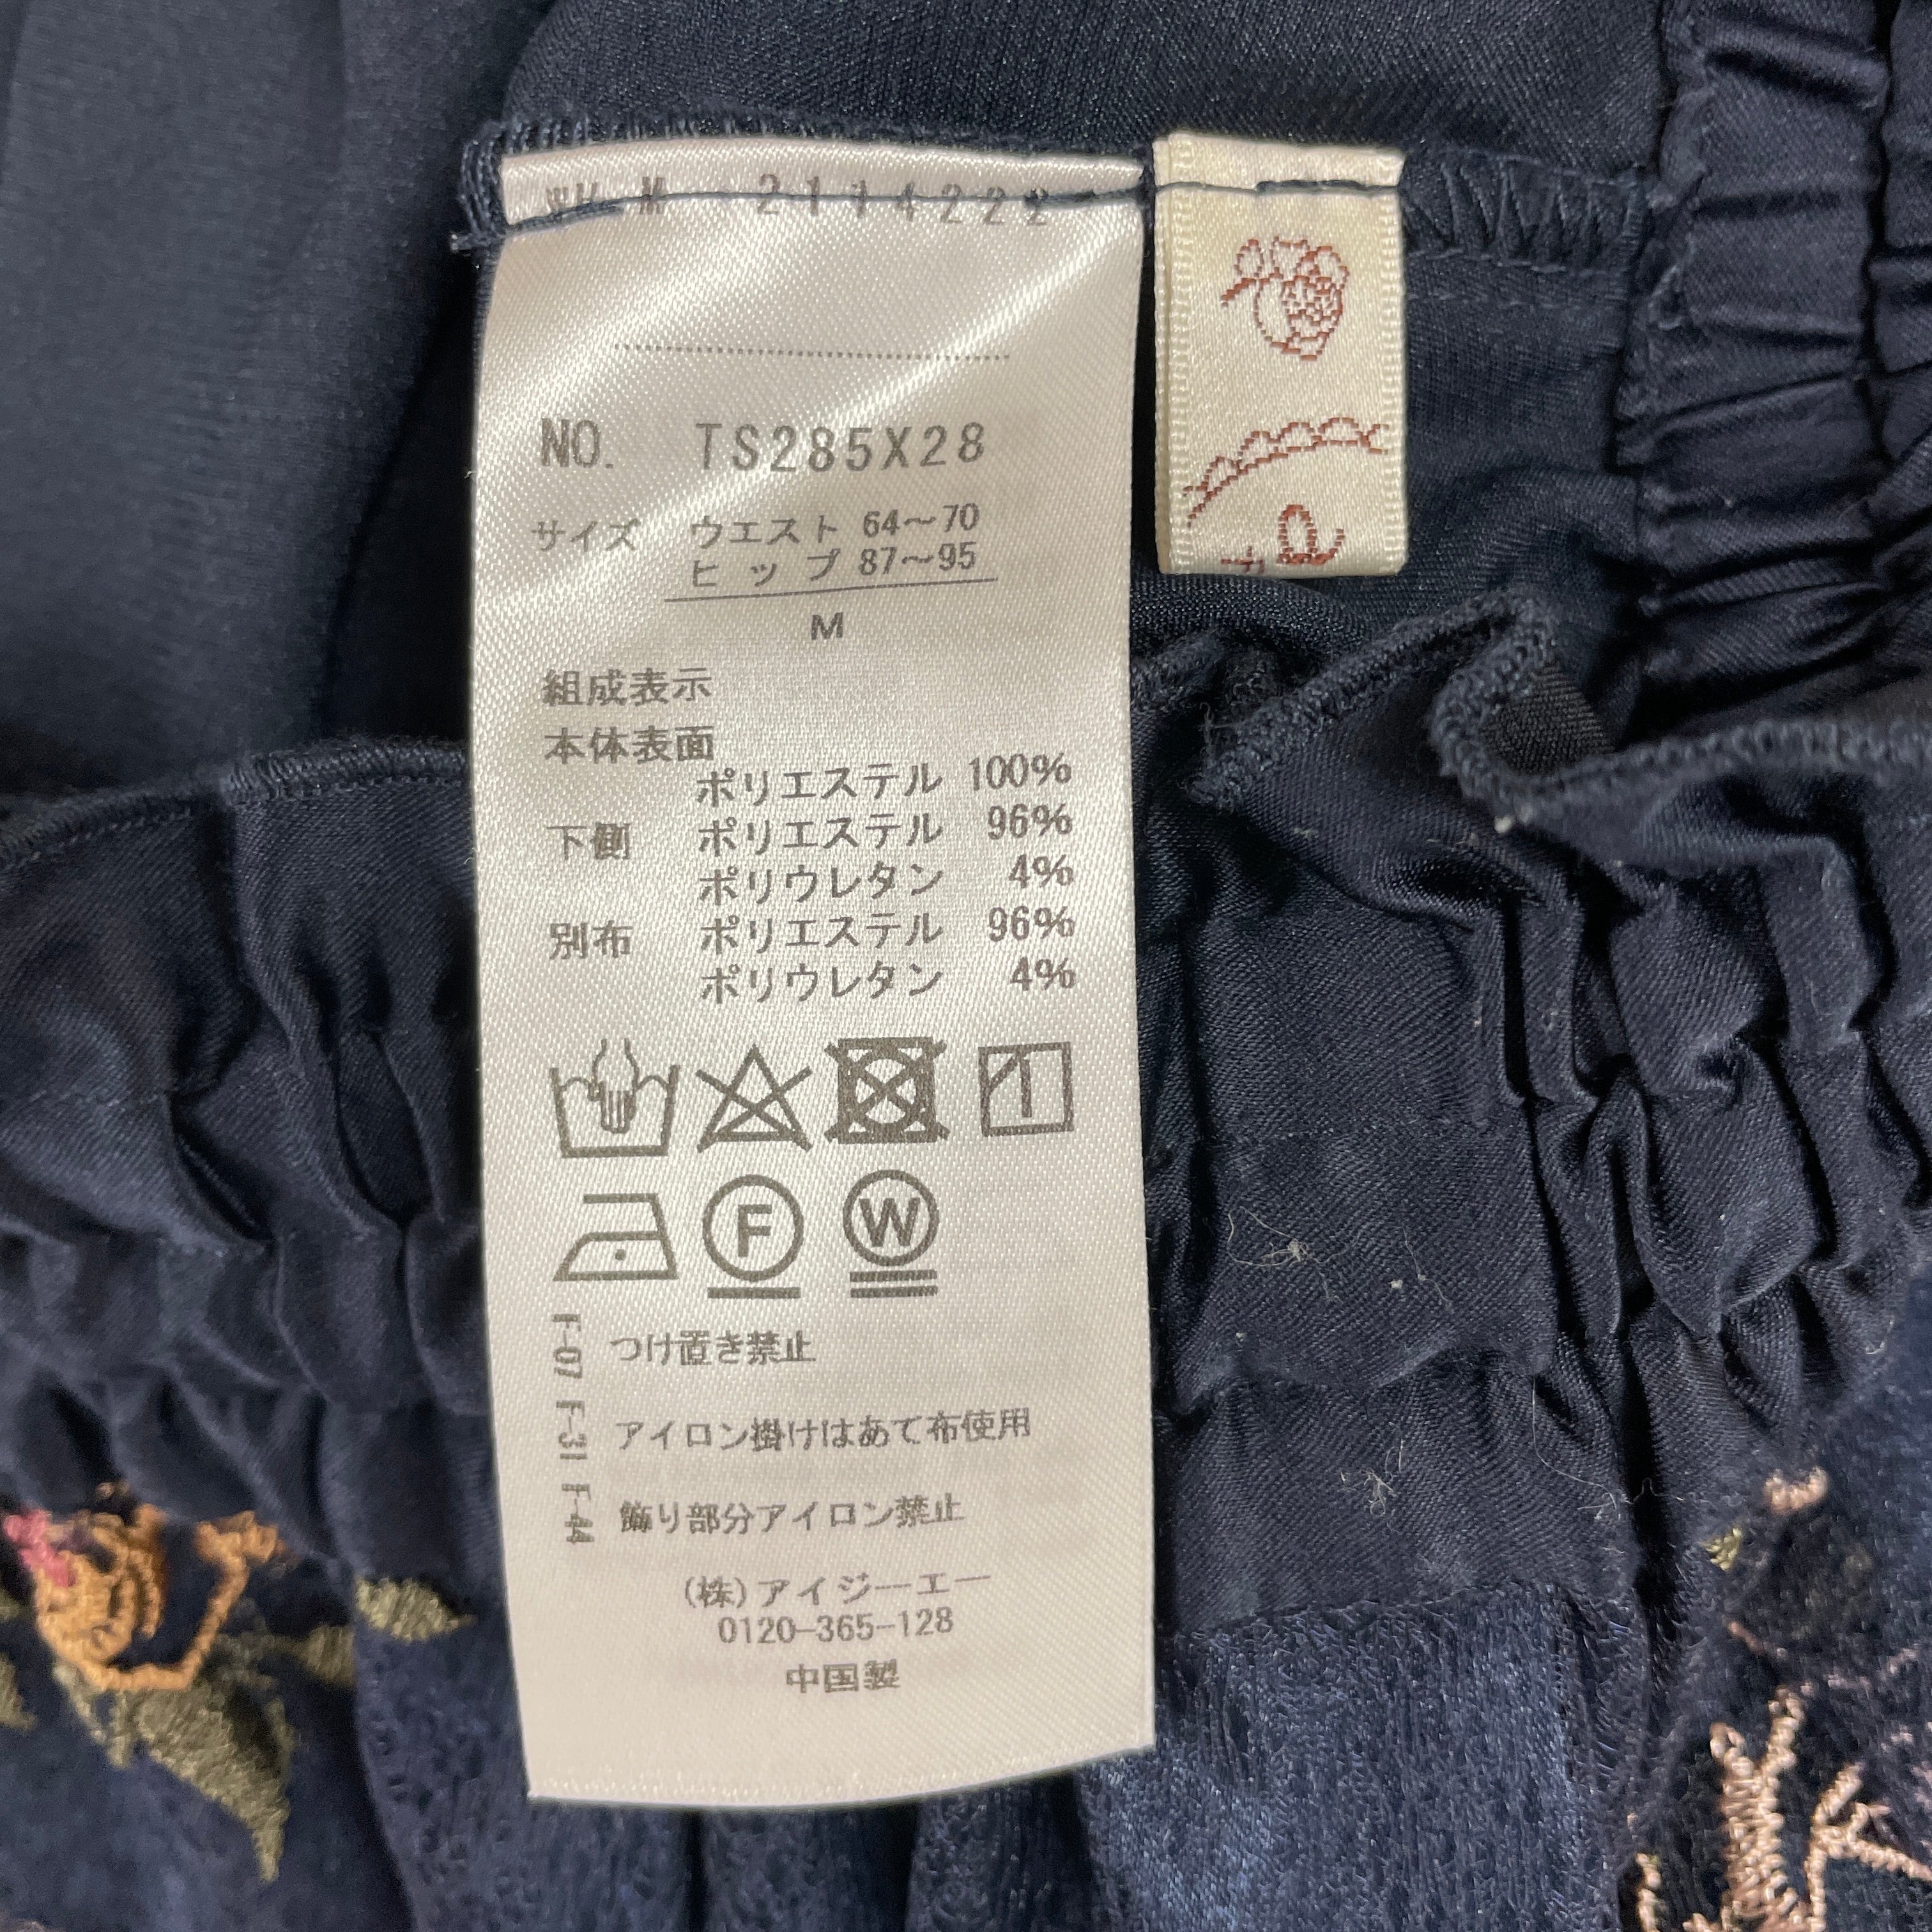 M 2114222
NO. TS285X28
サイズ ウエスト 64～70
ヒップ 87～95
M
組成表示
本体表面
ポリエステル 100%
下側 ポリエステル 96%
ポリウレタン 4%
別布 ポリエステル 96%
ポリウレタン 4%
F
W
F-07 F-31 F-44
つけ置き禁止
アイロン掛けはあて布使用
飾り部分アイロン禁止
(株)アイジーエー
0120-365-128
中国製